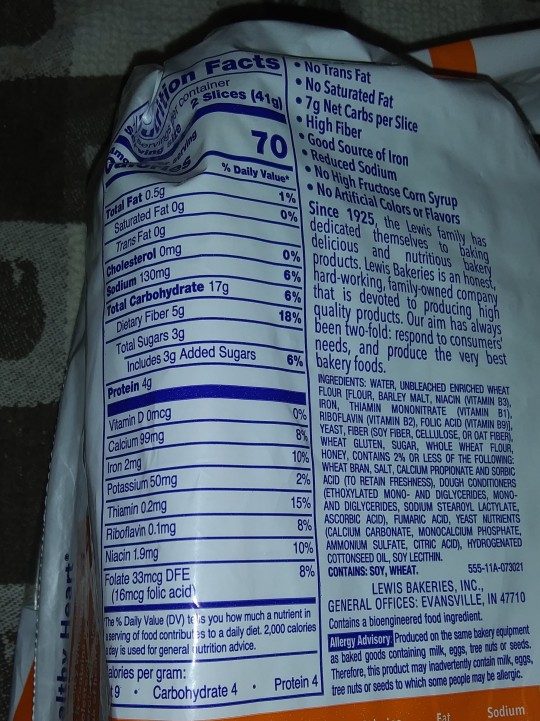 Nutrition Facts
servings per container
2 Slices (41g)
serving
70
% Daily Value*
Total Fat 0.5g 1%
Saturated Fat 0g 0%
Trans Fat 0g
Cholesterol 0mg 0%
Sodium 130mg 6%
Total Carbohydrate 17g 6%
Dietary Fiber 5g 18%
Total Sugars 3g
Includes 3g Added Sugars 6%
Protein 4g
Vitamin D 0mcg 0%
Calcium 99mg 8%
Iron 2mg 10%
Potassium 50mg 2%
Thiamin 0.2mg 15%
Riboflavin 0.1mg 8%
Niacin 1.9mg 10%
Folate 33mcg DFE 8%
(16mcg folic acid)
*The % Daily Value (DV) tells you how much a nutrient in
a serving of food contributes to a daily diet. 2,000 calories
a day is used for general nutrition advice.
alories per gram:
t 9 • Carbohydrate 4 • Protein 4
• No Trans Fat
• No Saturated Fat
• 7g Net Carbs per Slice
• High Fiber
• Good Source of Iron
• Reduced Sodium
• No High Fructose Corn Syrup
• No Artificial Colors or Flavors
Since 1925, the Lewis family has
dedicated themselves to baking
delicious and nutritious bakery
products. Lewis Bakeries is an honest,
hard-working, family-owned company
that is devoted to producing high
quality products. Our aim has always
been two-fold: respond to consumers'
needs, and produce the very best
bakery foods.
INGREDIENTS: WATER, UNBLEACHED ENRICHED WHEAT
FLOUR [FLOUR, BARLEY MALT, NIACIN (VITAMIN B3),
IRON, THIAMIN MONONITRATE (VITAMIN B1),
RIBOFLAVIN (VITAMIN B2), FOLIC ACID (VITAMIN B9)],
YEAST, FIBER (SOY FIBER, CELLULOSE, OR OAT FIBER),
WHEAT GLUTEN, SUGAR, WHOLE WHEAT FLOUR,
HONEY, CONTAINS 2% OR LESS OF THE FOLLOWING:
WHEAT BRAN, SALT, CALCIUM PROPIONATE AND SORBIC
ACID (TO RETAIN FRESHNESS), DOUGH CONDITIONERS
(ETHOXYLATED MONO- AND DIGLYCERIDES, MONO-
AND DIGLYCERIDES, SODIUM STEAROYL LACTYLATE,
ASCORBIC ACID), FUMARIC ACID, YEAST NUTRIENTS
(CALCIUM CARBONATE, MONOCALCIUM PHOSPHATE,
AMMONIUM SULFATE, CITRIC ACID), HYDROGENATED
COTTONSEED OIL, SOY LECITHIN.
CONTAINS: SOY, WHEAT. 555-11A-073021
LEWIS BAKERIES, INC.,
GENERAL OFFICES: EVANSVILLE, IN 47710
Contains a bioengineered food ingredient.
Allergy Advisory Produced on the same bakery equipment
as baked goods containing milk, eggs, tree nuts or seeds.
Therefore, this product may inadvertently contain milk, eggs,
tree nuts or seeds to which some people may be allergic.
althy Heart*
Fat Sodium